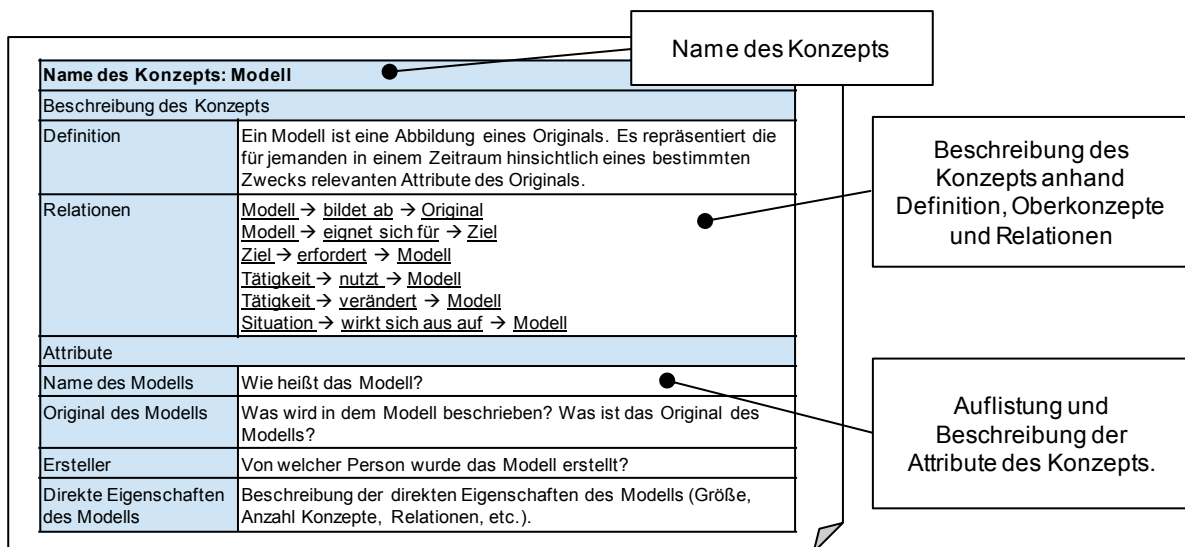 Name des Konzepts
Name des Konzepts: Modell
Beschreibung des Konzepts
Definition
Ein Modell ist eine Abbildung eines Originals. Es repräsentiert die
für jemanden in einem Zeitraum hinsichtlich eines bestimmten
Zwecks relevanten Attribute des Originals.
Relationen
Modell → bildet ab → Original
Modell → eignet sich für → Ziel
Ziel → erfordert → Modell
Tätigkeit → nutzt → Modell
Tätigkeit → verändert → Modell
Situation → wirkt sich aus auf → Modell
Beschreibung des
Konzepts anhand
Definition, Oberkonzepte
und Relationen
Attribute
Name des Modells
Wie heißt das Modell?
Original des Modells
Was wird in dem Modell beschrieben? Was ist das Original des
Modells?
Ersteller
Von welcher Person wurde das Modell erstellt?
Direkte Eigenschaften
des Modells
Beschreibung der direkten Eigenschaften des Modells (Größe,
Anzahl Konzepte, Relationen, etc.).
Auflistung und
Beschreibung der
Attribute des Konzepts.